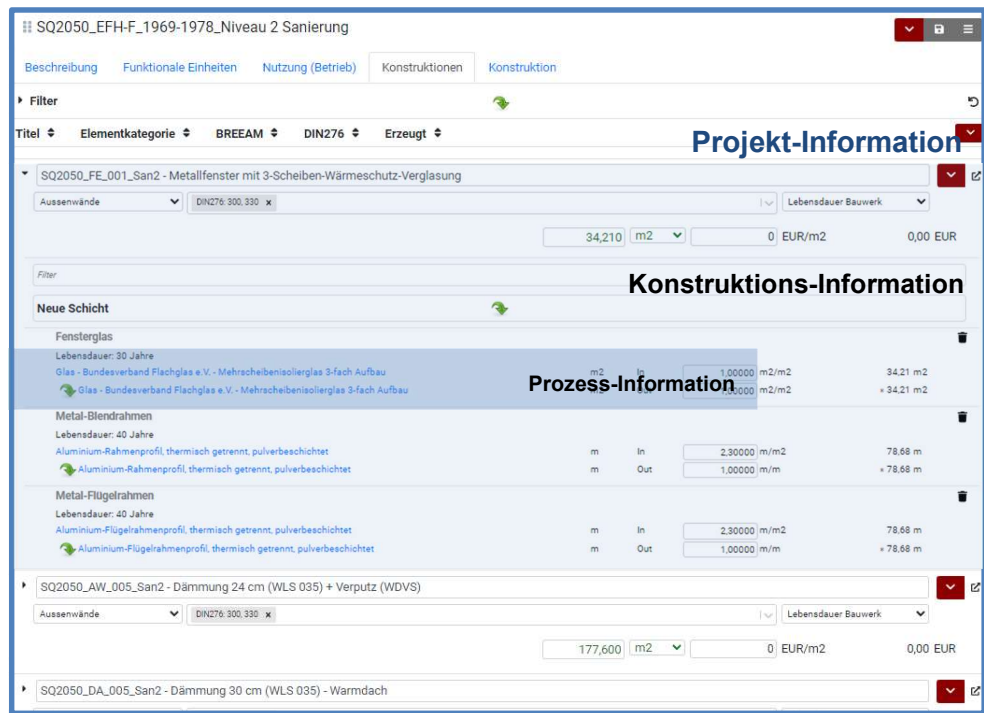 SQ2050_EFH-F_1969-1978_Niveau 2 Sanierung
Beschreibung Funktionale Einheiten Nutzung (Betrieb) Konstruktionen Konstruktion
Filter
Titel Elementkategorie BREEAM DIN276 Erzeugt
Projekt-Information
SQ2050_FE_001_San2 - Metallfenster mit 3-Scheiben-Wärmeschutz-Verglasung
Aussenwände DIN276: 300, 330 x Lebensdauer Bauwerk
34,210 m2 0 EUR/m2 0,00 EUR
Filter
Konstruktions-Information
Neue Schicht
Fensterglas
Lebensdauer: 30 Jahre
Glas - Bundesverband Flachglas e.V. - Mehrscheibenisolierglas 3-fach Aufbau m2 In 1,00000 m2/m2 34,21 m2
Prozess-Information
Glas - Bundesverband Flachglas e.V. - Mehrscheibenisolierglas 3-fach Aufbau m2 Out 1,00000 m2/m2 × 34,21 m2
Metal-Blendrahmen
Lebensdauer: 40 Jahre
Aluminium-Rahmenprofil, thermisch getrennt, pulverbeschichtet m In 2,30000 m/m2 78,68 m
Aluminium-Rahmenprofil, thermisch getrennt, pulverbeschichtet m Out 1,00000 m/m × 78,68 m
Metal-Flügelrahmen
Lebensdauer: 40 Jahre
Aluminium-Flügelrahmenprofil, thermisch getrennt, pulverbeschichtet m In 2,30000 m/m2 78,68 m
Aluminium-Flügelrahmenprofil, thermisch getrennt, pulverbeschichtet m Out 1,00000 m/m × 78,68 m
SQ2050_AW_005_San2 - Dämmung 24 cm (WLS 035) + Verputz (WDVS)
Aussenwände DIN276: 300, 330 x Lebensdauer Bauwerk
177,600 m2 0 EUR/m2 0,00 EUR
SQ2050_DA_005_San2 - Dämmung 30 cm (WLS 035) - Warmdach